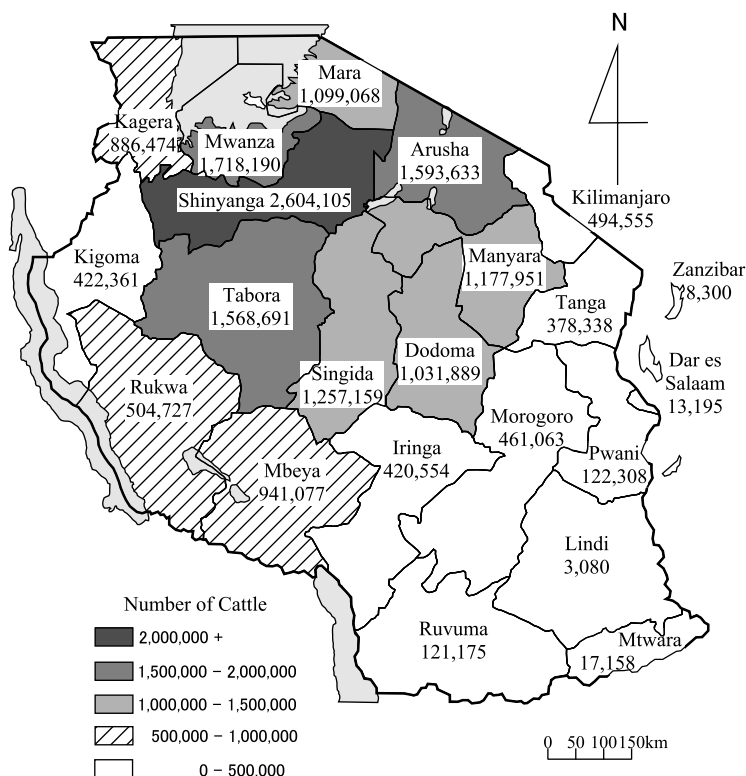 N
Mara
1,099,068
Kagera
886,474
Mwanza
1,718,190
Arusha
1,593,633
Shinyanga 2,604,105
Kilimanjaro
494,555
Kigoma
422,361
Manyara
1,177,951
Zanzibar
Tabora
1,568,691
Tanga
378,338
Dodoma
1,031,889
Dar es
Salaam
13,195
Rukwa
504,727
Singida
1,257,159
Morogoro
461,063
Iringa
420,554
Pwani
122,308
Mbeya
941,077
Lindi
3,080
Ruvuma
121,175
Mtwara
17,158
Number of Cattle
2,000,000 +
1,500,000 - 2,000,000
1,000,000 - 1,500,000
500,000 - 1,000,000
0 - 500,000
0 50 100 150km